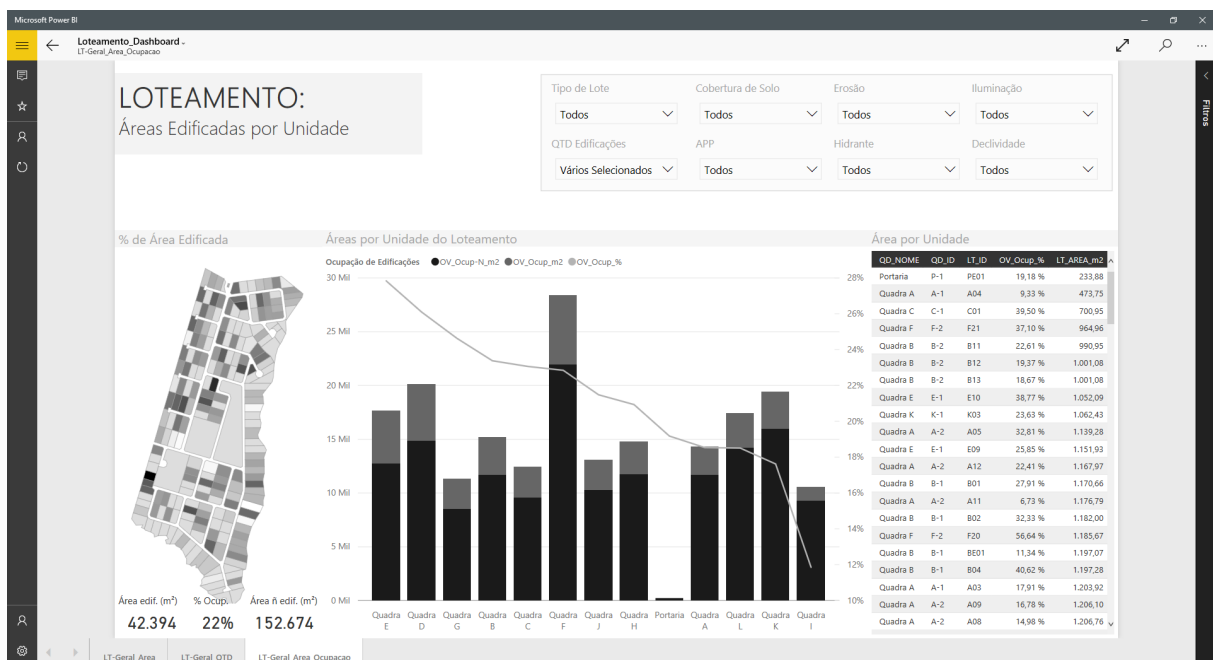 Microsoft Power BI
Loteamento_Dashboard
LT-Geral_Area_Ocupacao
Filtros
LOTEAMENTO:
Áreas Edificadas por Unidade
Tipo de Lote Cobertura de Solo Erosão Iluminação
Todos Todos Todos Todos
QTD Edificações APP Hidrante Declividade
Vários Selecionados Todos Todos Todos
% de Área Edificada
Área edif. (m²) % Ocup. Área ñ edif. (m²)
42.394 22% 152.674
Áreas por Unidade do Loteamento
Ocupação de Edificações OV_Ocup-N_m2 OV_Ocup_m2 OV_Ocup_%
30 Mil 28%
26%
25 Mil
24%
20 Mil 22%
20%
15 Mil
18%
10 Mil 16%
14%
5 Mil
12%
0 Mil 10%
Quadra E Quadra D Quadra G Quadra B Quadra C Quadra F Quadra J Quadra H Portaria Quadra A Quadra L Quadra K Quadra I
Área por Unidade
QD_NOME QD_ID LT_ID OV_Ocup_% LT_AREA_m2
Portaria P-1 PE01 19,18 % 233,88
Quadra A A-1 A04 9,33 % 473,75
Quadra C C-1 C01 39,50 % 700,95
Quadra F F-2 F21 37,10 % 964,96
Quadra B B-2 B11 22,61 % 990,95
Quadra B B-2 B12 19,37 % 1.001,08
Quadra B B-2 B13 18,67 % 1.001,08
Quadra E E-1 E10 38,77 % 1.052,09
Quadra K K-1 K03 23,63 % 1.062,43
Quadra A A-2 A05 32,81 % 1.139,28
Quadra E E-1 E09 25,85 % 1.151,93
Quadra A A-2 A12 22,41 % 1.167,97
Quadra B B-1 B01 27,91 % 1.170,66
Quadra A A-2 A11 6,73 % 1.176,79
Quadra B B-1 B02 32,33 % 1.182,00
Quadra F F-2 F20 56,64 % 1.185,67
Quadra B B-1 BE01 11,34 % 1.197,07
Quadra B B-1 B04 40,62 % 1.197,28
Quadra A A-1 A03 17,91 % 1.203,92
Quadra A A-2 A09 16,78 % 1.206,10
Quadra A A-2 A08 14,98 % 1.206,76
LT-Geral_Area LT-Geral_QTD LT-Geral_Area_Ocupacao